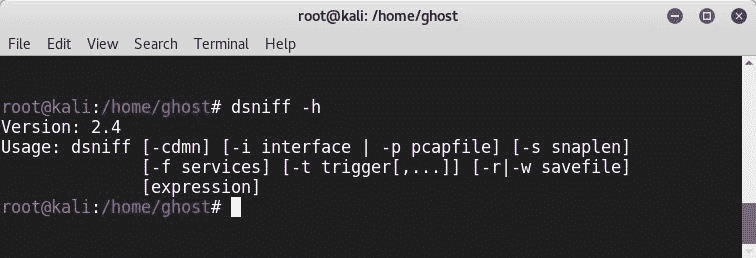 root@kali: /home/ghost
File Edit View Search Terminal Help
root@kali:/home/ghost# dsniff -h
Version: 2.4
Usage: dsniff [-cdmn] [-i interface | -p pcapfile] [-s snaplen]
[-f services] [-t trigger[,...]] [-r|-w savefile]
[expression]
root@kali:/home/ghost#